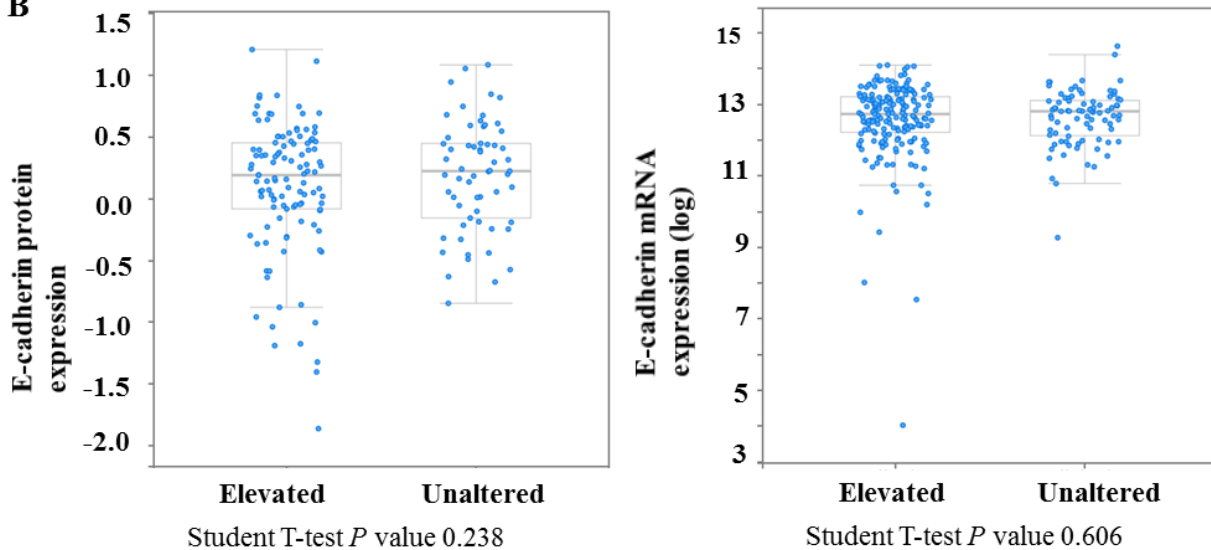 B
E-cadherin protein
expression
1.5
1.0
0.5
0.0
-0.5
-1.0
-1.5
-2.0
Elevated Unaltered
Student T-test P value 0.238
E-cadherin mRNA
expression (log)
15
13
11
9
7
5
3
Elevated Unaltered
Student T-test P value 0.606